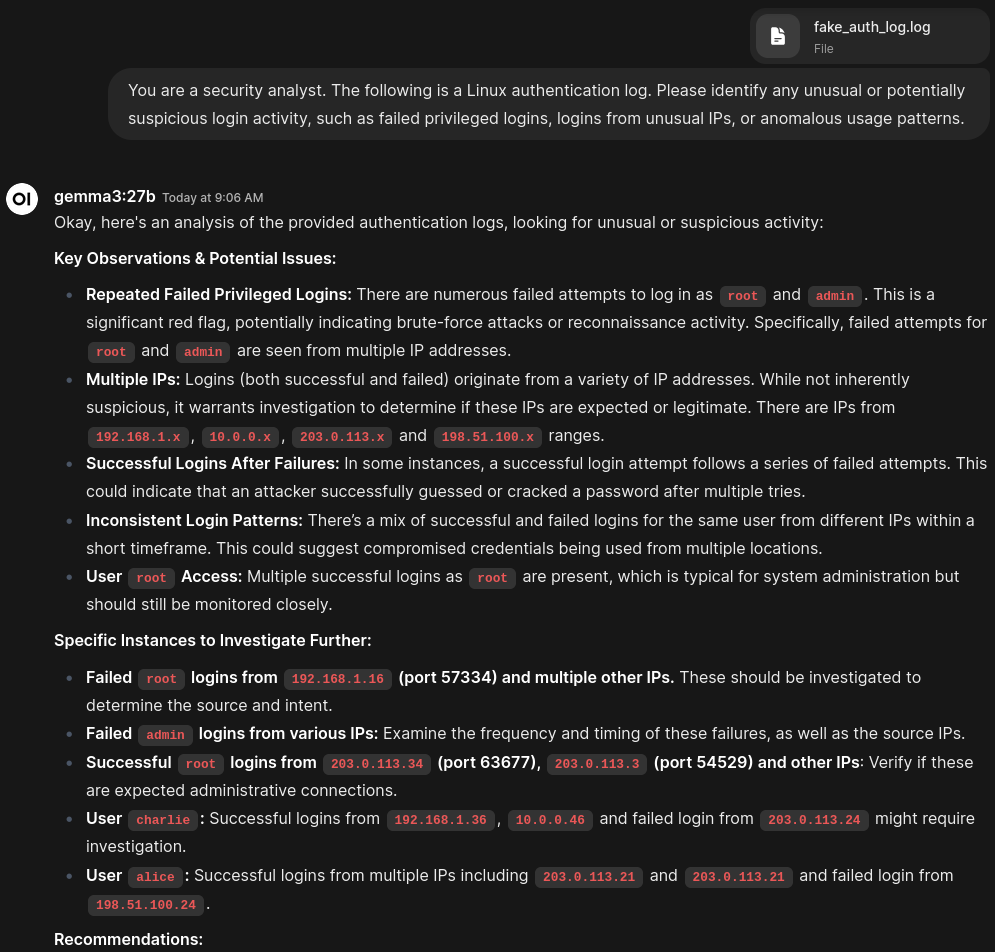 fake_auth_log.log
File
You are a security analyst. The following is a Linux authentication log. Please identify any unusual or potentially
suspicious login activity, such as failed privileged logins, logins from unusual IPs, or anomalous usage patterns.
OI
gemma3:27b Today at 9:06 AM
Okay, here's an analysis of the provided authentication logs, looking for unusual or suspicious activity:
Key Observations & Potential Issues:
• Repeated Failed Privileged Logins: There are numerous failed attempts to log in as root and admin. This is a
significant red flag, potentially indicating brute-force attacks or reconnaissance activity. Specifically, failed attempts for
root and admin are seen from multiple IP addresses.
• Multiple IPs: Logins (both successful and failed) originate from a variety of IP addresses. While not inherently
suspicious, it warrants investigation to determine if these IPs are expected or legitimate. There are IPs from
192.168.1.x, 10.0.0.x, 203.0.113.x and 198.51.100.x ranges.
• Successful Logins After Failures: In some instances, a successful login attempt follows a series of failed attempts. This
could indicate that an attacker successfully guessed or cracked a password after multiple tries.
• Inconsistent Login Patterns: There’s a mix of successful and failed logins for the same user from different IPs within a
short timeframe. This could suggest compromised credentials being used from multiple locations.
• User root Access: Multiple successful logins as root are present, which is typical for system administration but
should still be monitored closely.
Specific Instances to Investigate Further:
• Failed root logins from 192.168.1.16 (port 57334) and multiple other IPs. These should be investigated to
determine the source and intent.
• Failed admin logins from various IPs: Examine the frequency and timing of these failures, as well as the source IPs.
• Successful root logins from 203.0.113.34 (port 63677), 203.0.113.3 (port 54529) and other IPs: Verify if these
are expected administrative connections.
• User charlie: Successful logins from 192.168.1.36, 10.0.0.46 and failed login from 203.0.113.24 might require
investigation.
• User alice: Successful logins from multiple IPs including 203.0.113.21 and 203.0.113.21 and failed login from
198.51.100.24.
Recommendations: